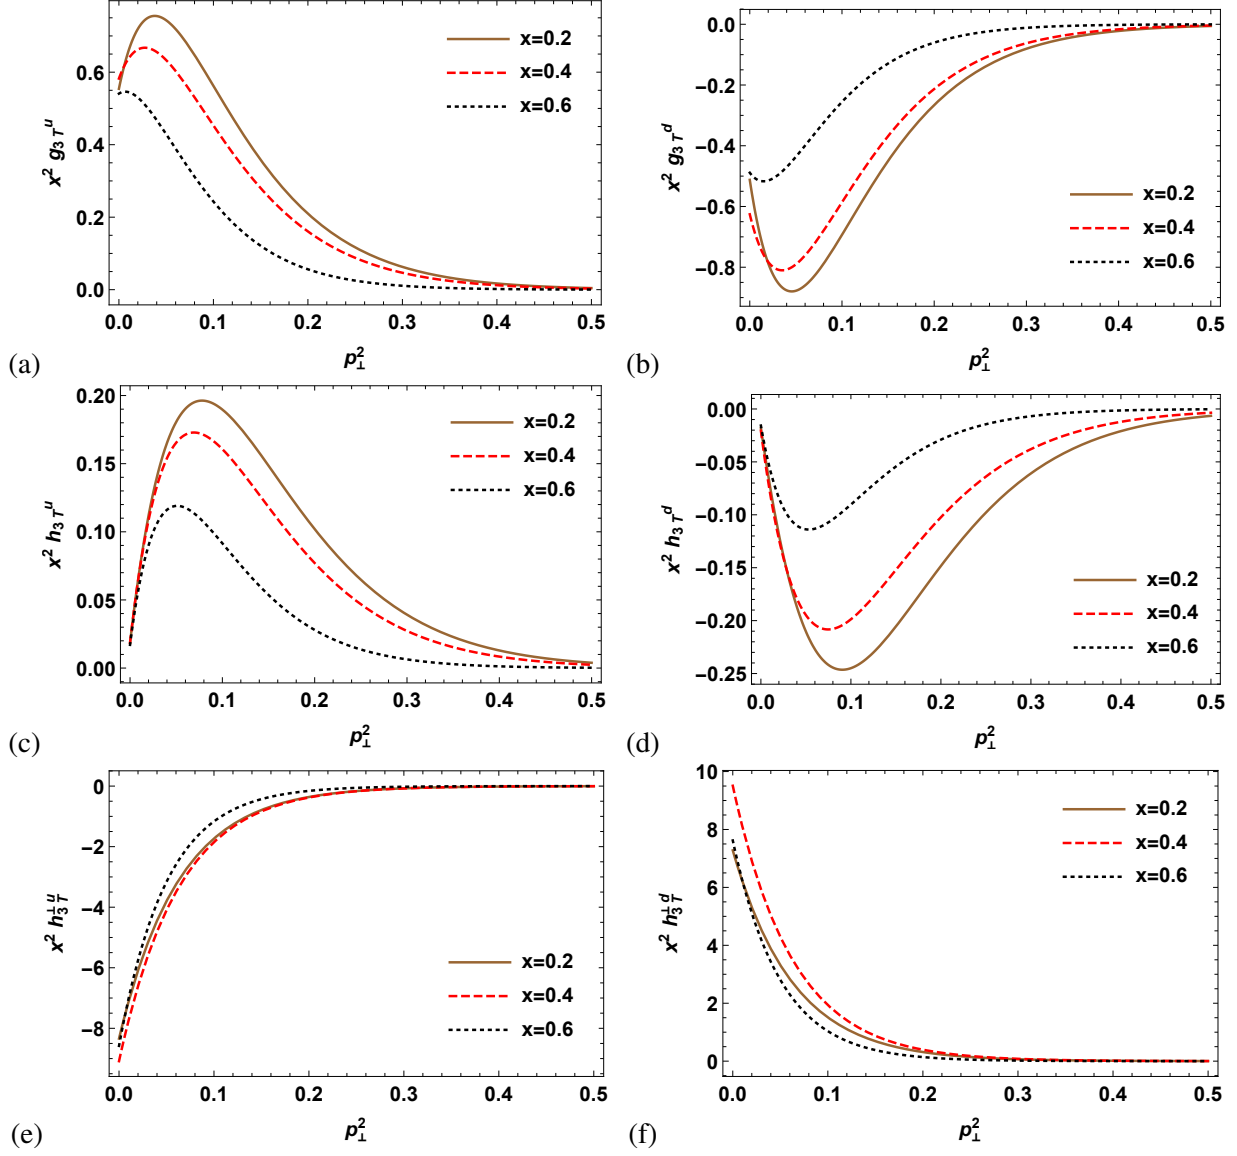 x² g₃Tᵘ
0.6
0.4
0.2
0.0
x=0.2
x=0.4
x=0.6
0.0 0.1 0.2 0.3 0.4 0.5
(a) p⊥²
x² g₃Tᵈ
0.0
−0.2
−0.4
−0.6
−0.8
x=0.2
x=0.4
x=0.6
0.0 0.1 0.2 0.3 0.4 0.5
(b) p⊥²
x² h₃Tᵘ
0.20
0.15
0.10
0.05
0.00
x=0.2
x=0.4
x=0.6
0.0 0.1 0.2 0.3 0.4 0.5
(c) p⊥²
x² h₃Tᵈ
0.00
−0.05
−0.10
−0.15
−0.20
−0.25
x=0.2
x=0.4
x=0.6
0.0 0.1 0.2 0.3 0.4 0.5
(d) p⊥²
x² h₃T⊥ᵘ
0
−2
−4
−6
−8
x=0.2
x=0.4
x=0.6
0.0 0.1 0.2 0.3 0.4 0.5
(e) p⊥²
x² h₃T⊥ᵈ
10
8
6
4
2
0
x=0.2
x=0.4
x=0.6
0.0 0.1 0.2 0.3 0.4 0.5
(f) p⊥²